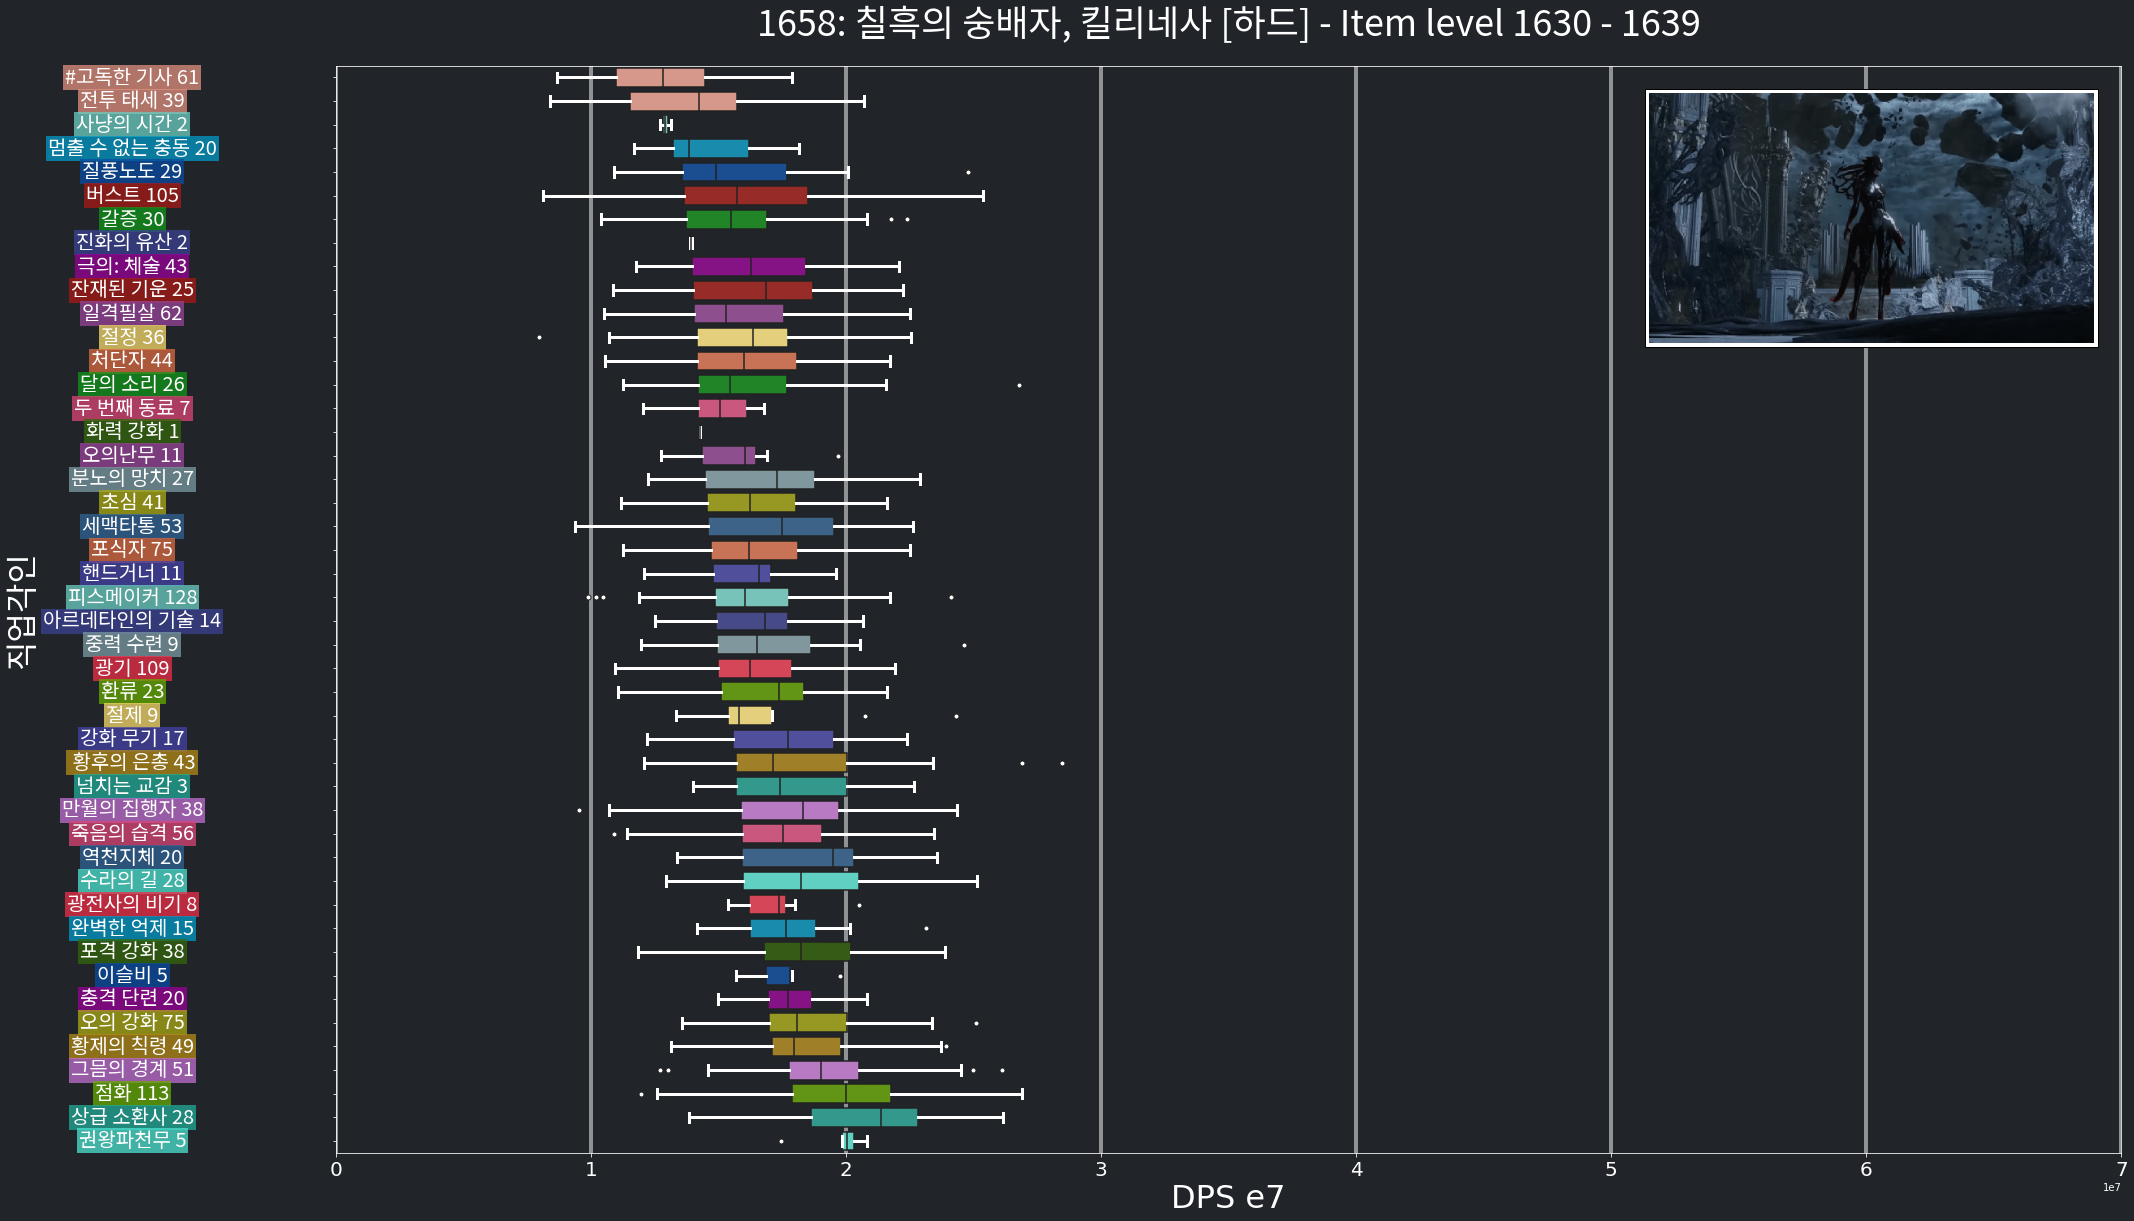 1658: 칠흑의 숭배자, 킬리네사 [하드] - Item level 1630 - 1639
#고독한 기사 61
전투 태세 39
사냥의 시간 2
멈출 수 없는 충동 20
질풍노도 29
버스트 105
갈증 30
진화의 유산 2
극의: 체술 43
잔재된 기운 25
일격필살 62
절정 36
처단자 44
달의 소리 26
두 번째 동료 7
화력 강화 1
오의난무 11
분노의 망치 27
초심 41
세맥타통 53
포식자 75
핸드거너 11
피스메이커 128
아르데타인의 기술 14
중력 수련 9
광기 109
환류 23
절제 9
강화 무기 17
황후의 은총 43
넘치는 교감 3
만월의 집행자 38
죽음의 습격 56
역천지체 20
수라의 길 28
광전사의 비기 8
완벽한 억제 15
포격 강화 38
이슬비 5
충격 단련 20
오의 강화 75
황제의 칙령 49
그믐의 경계 51
점화 113
상급 소환사 28
권왕파천무 5
직업각인
0 1 2 3 4 5 6 7
1e7
DPS e7